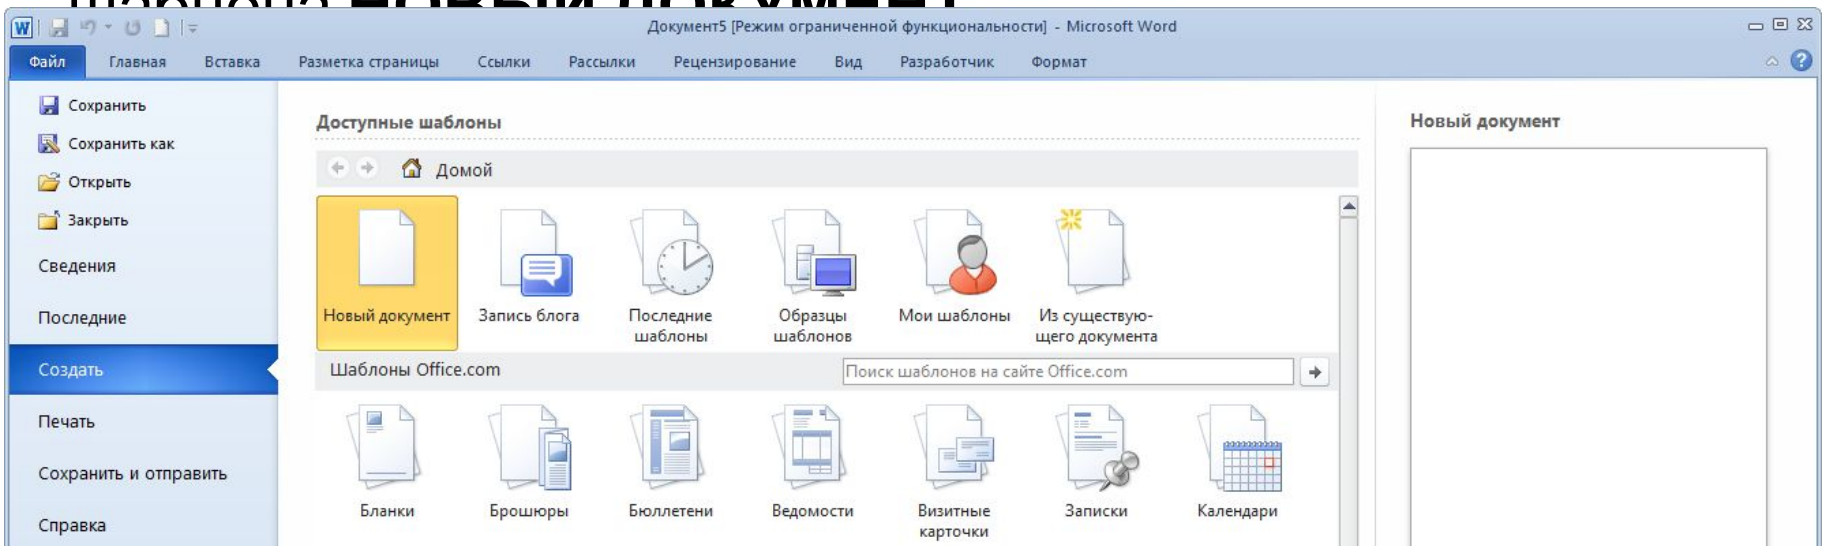 шаблона НОВЫЙ ДОКУМЕНТ
Документ5 [Режим ограниченной функциональности] - Microsoft Word
Файл Главная Вставка Разметка страницы Ссылки Рассылки Рецензирование Вид Разработчик Формат
Сохранить
Сохранить как
Открыть
Закрыть
Сведения
Последние
Создать
Печать
Сохранить и отправить
Справка
Доступные шаблоны
Домой
Новый документ
Запись блога
Последние
шаблоны
Образцы
шаблонов
Мои шаблоны
Из существую-
щего документа
Шаблоны Office.com
Поиск шаблонов на сайте Office.com
Бланки
Брошюры
Бюллетени
Ведомости
Визитные
карточки
Записки
Календари
Новый документ